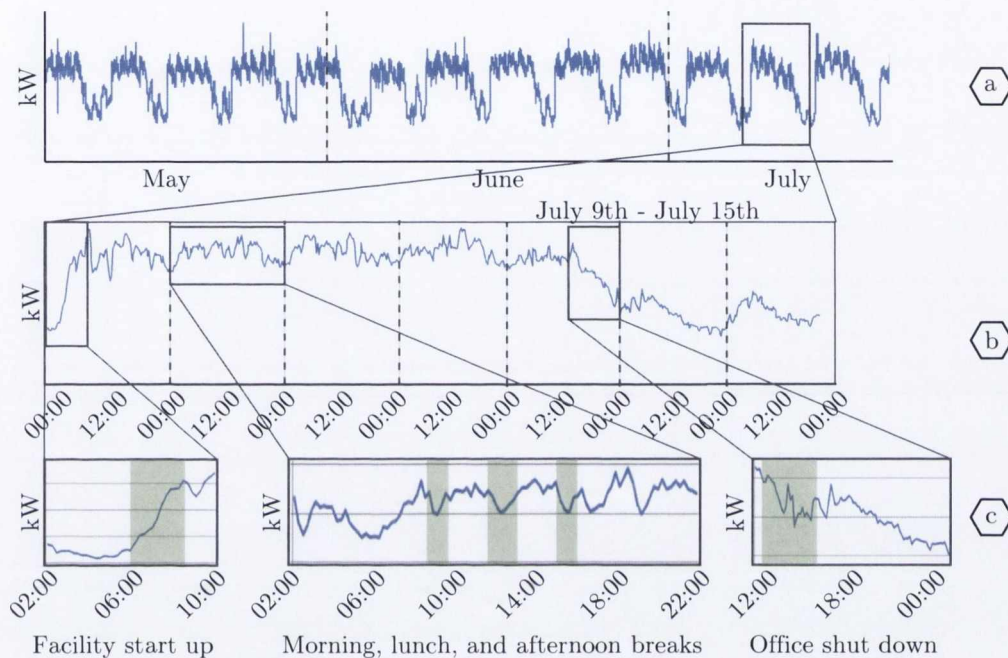 kW
a
May June July
July 9th - July 15th
kW
b
00:00 12:00 00:00 12:00 00:00 12:00 00:00 12:00 00:00 12:00 00:00 12:00 00:00 12:00 00:00
kW
kW
kW
c
02:00 06:00 10:00
02:00 06:00 10:00 14:00 18:00 22:00
12:00 18:00 00:00
Facility start up
Morning, lunch, and afternoon breaks
Office shut down